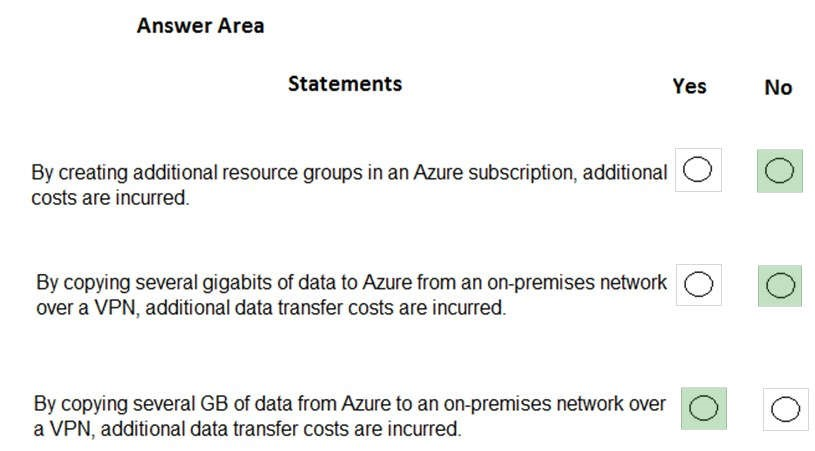 Answer Area
Statements Yes No
By creating additional resource groups in an Azure subscription, additional
costs are incurred.
By copying several gigabits of data to Azure from an on-premises network
over a VPN, additional data transfer costs are incurred.
By copying several GB of data from Azure to an on-premises network over
a VPN, additional data transfer costs are incurred.